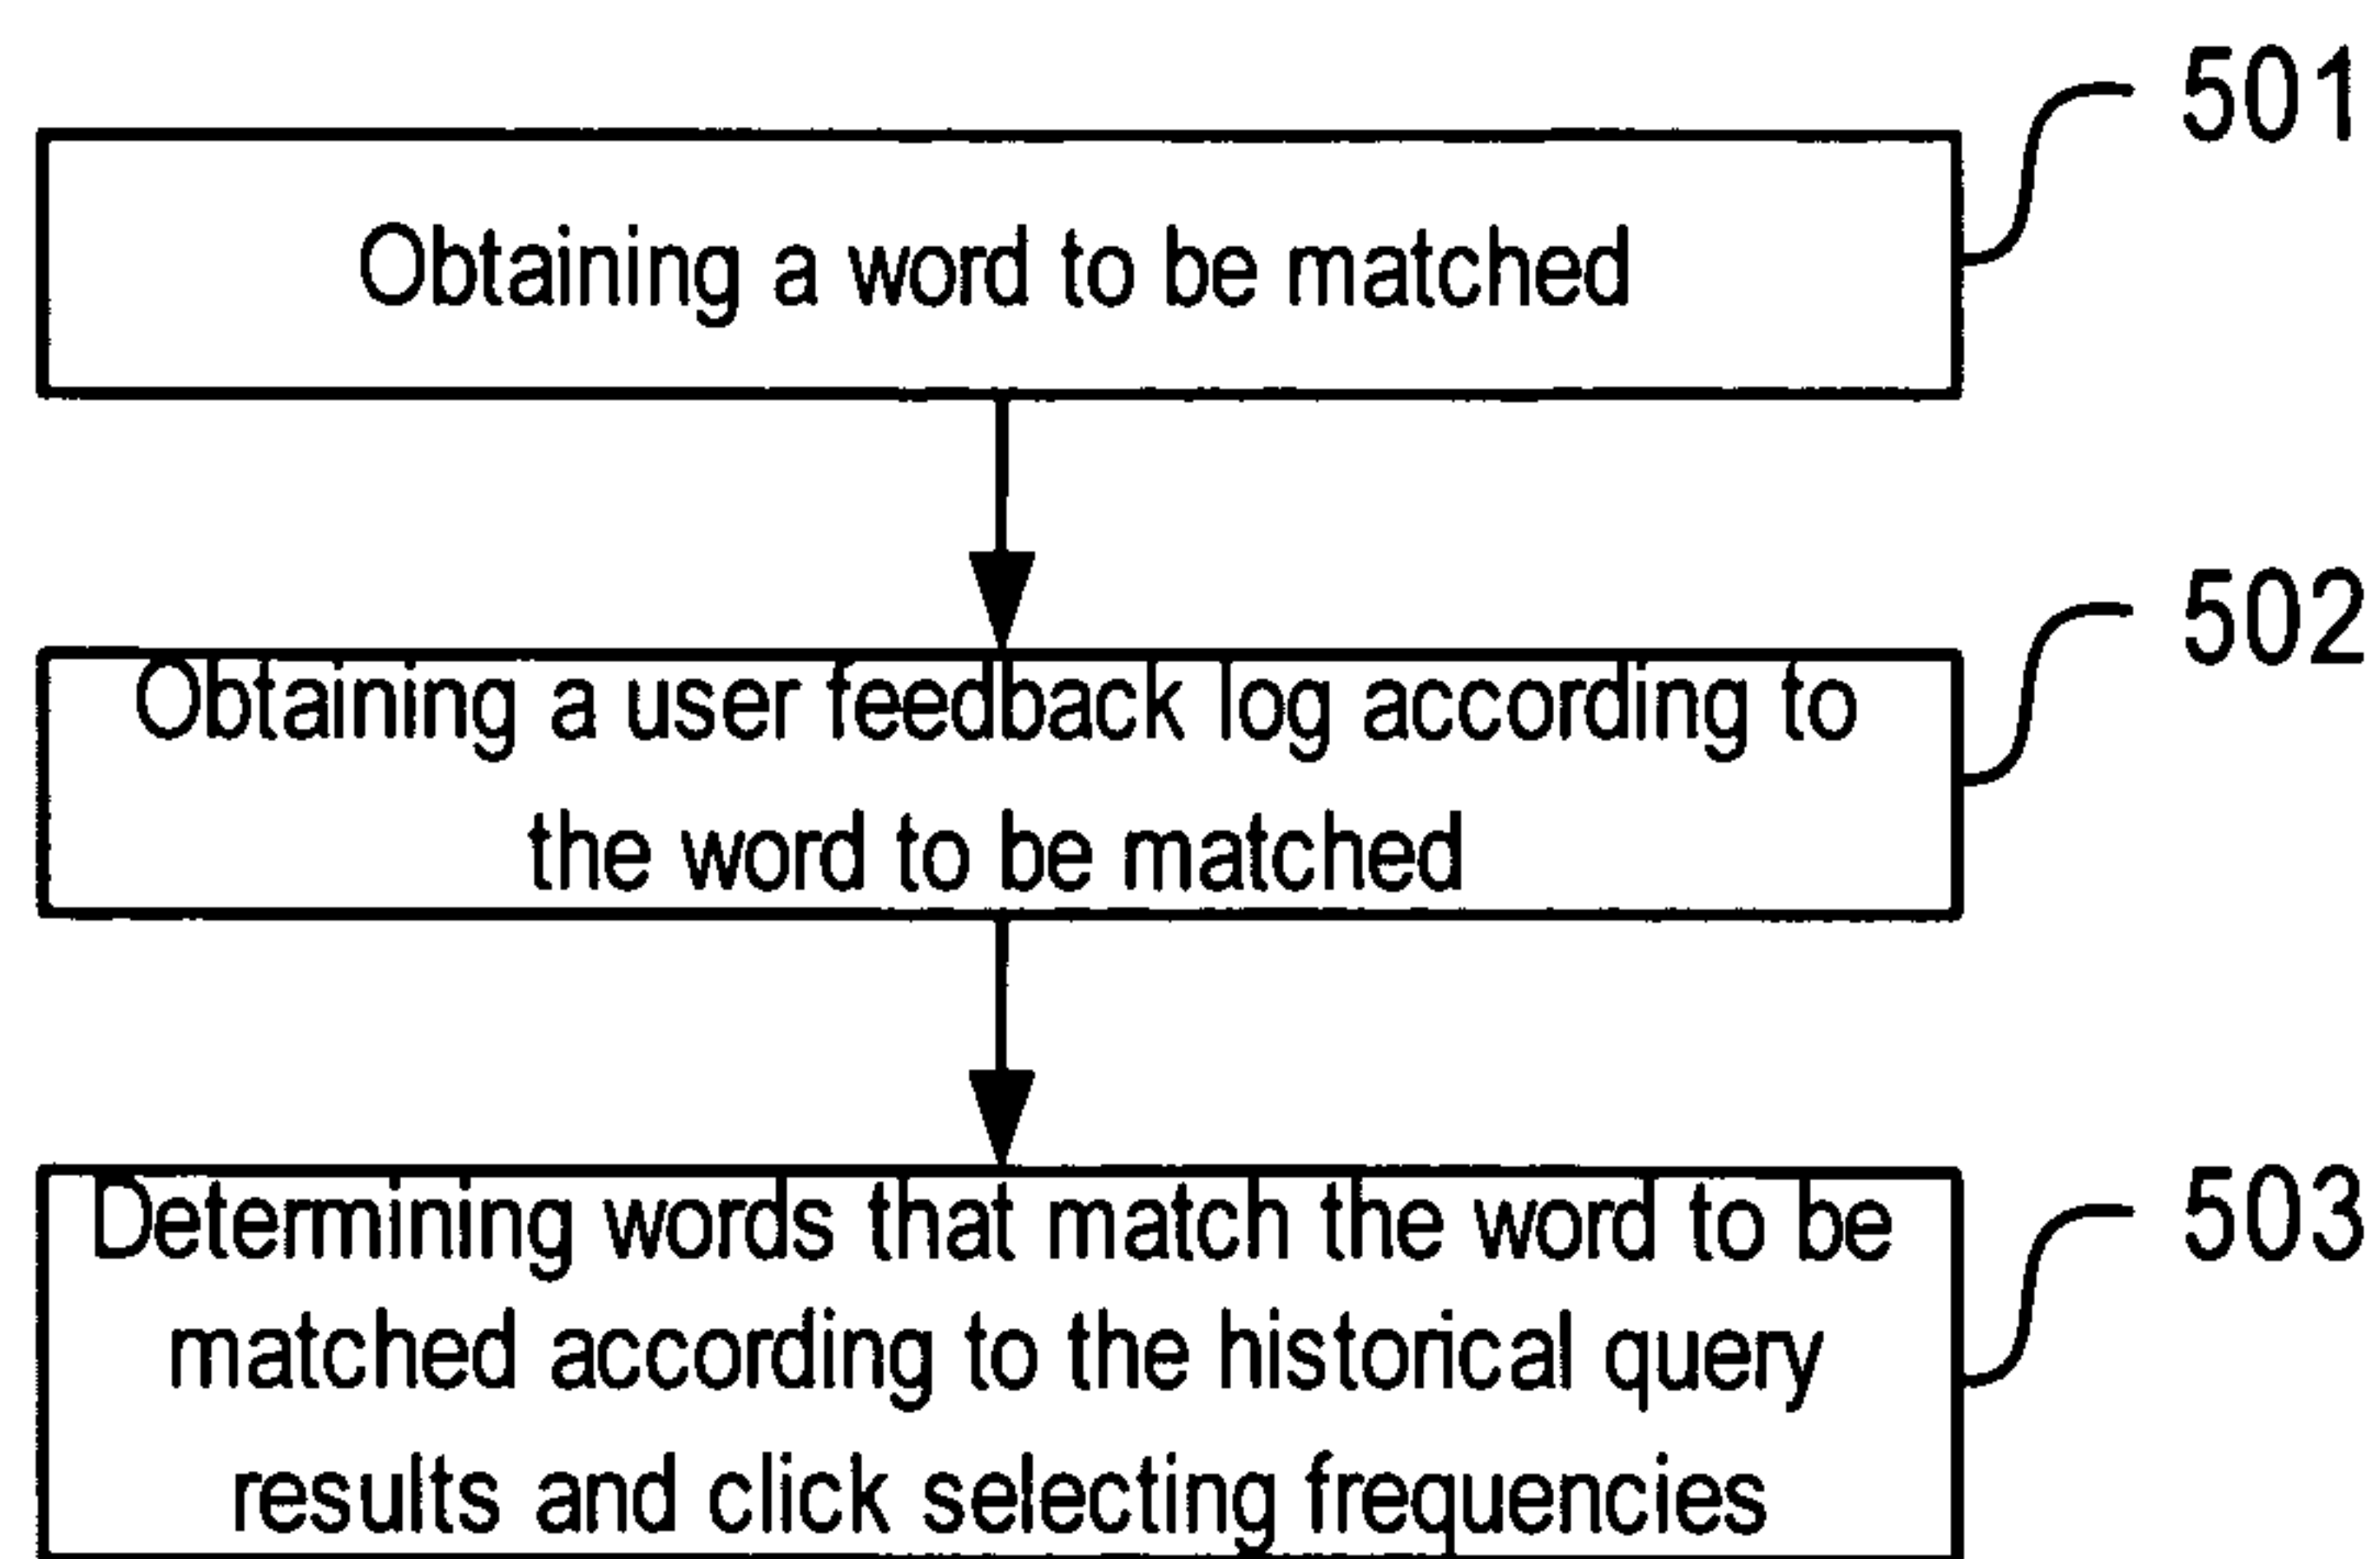 501
Obtaining a word to be matched
502
Obtaining a user feedback log according to
the word to be matched
503
Determining words that match the word to be
matched according to the historical query
results and click selecting frequencies